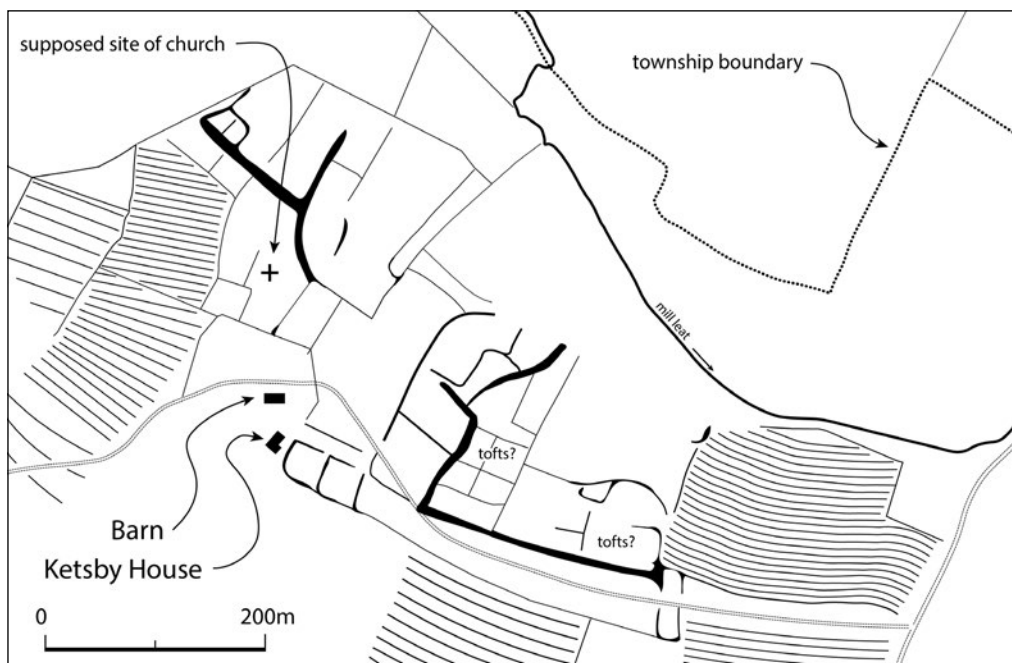 supposed site of church
township boundary
mill leat
tofts?
tofts?
Barn
Ketsby House
0 200m